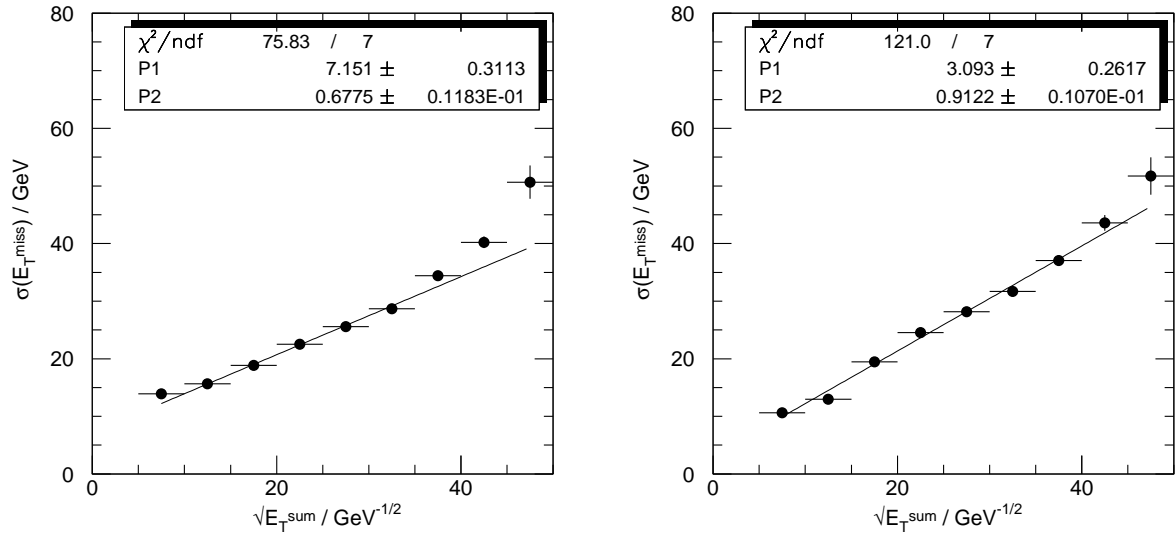 χ²/ndf 75.83 / 7
P1 7.151 ± 0.3113
P2 0.6775 ± 0.1183E-01
80
60
40
20
0
σ(E_T^miss) / GeV
0 20 40
√E_T^sum / GeV^-1/2
χ²/ndf 121.0 / 7
P1 3.093 ± 0.2617
P2 0.9122 ± 0.1070E-01
80
60
40
20
0
σ(E_T^miss) / GeV
0 20 40
√E_T^sum / GeV^-1/2